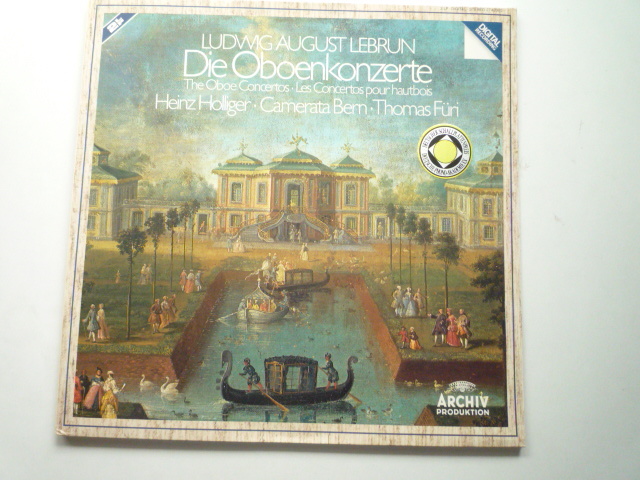 LUDWIG AUGUST LEBRUN
Die Oboenkonzerte
The Oboe Concertos · Les Concertos pour hautbois
Heinz Holliger · Camerata Bern · Thomas Füri
DIGITAL
RECORDING
ARCHIV
PRODUKTION